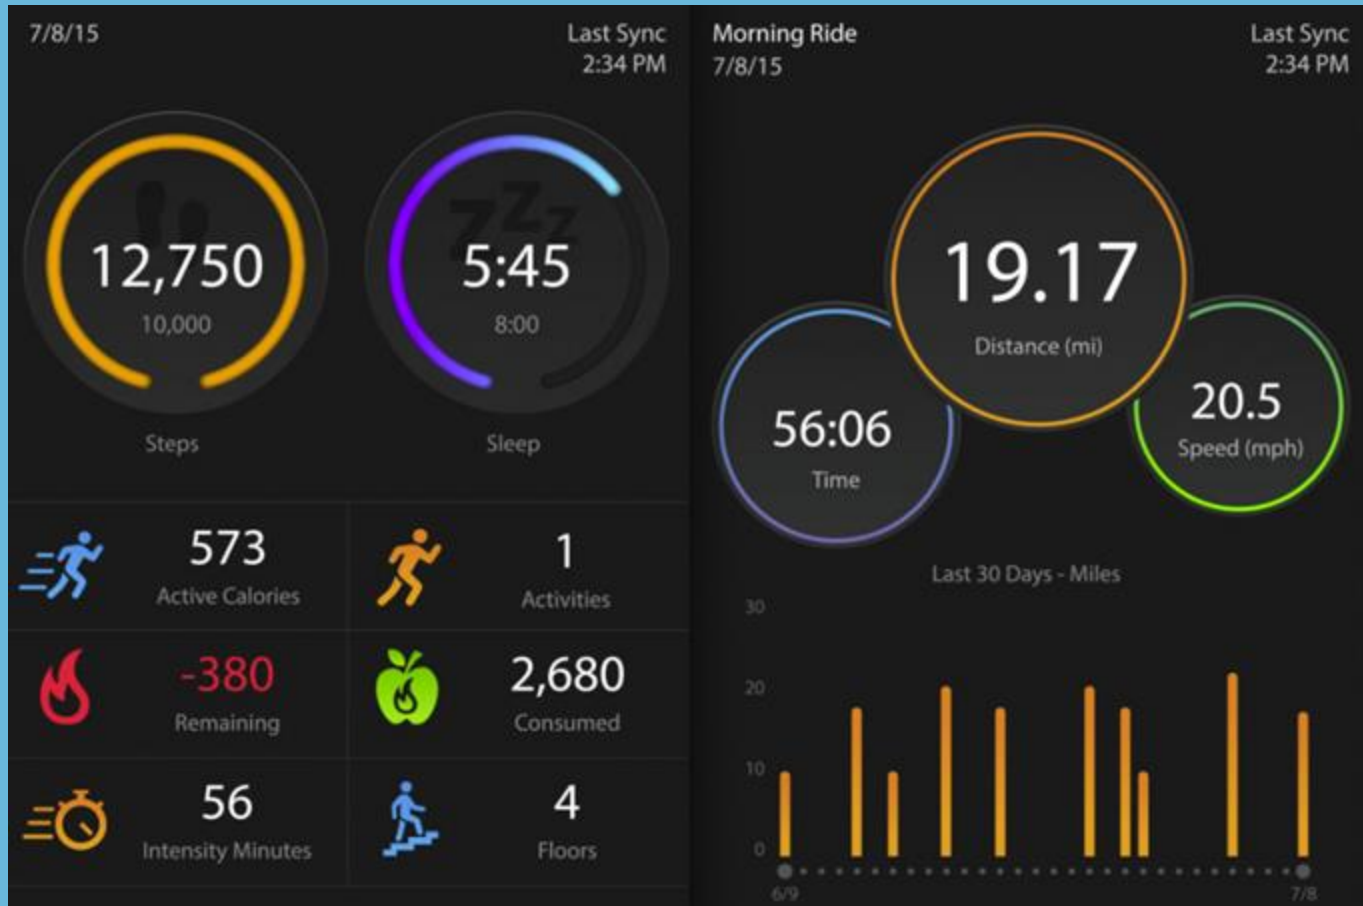 7/8/15
Last Sync
2:34 PM
12,750
10,000
Steps
zzz
5:45
8:00
Sleep
573
Active Calories
1
Activities
-380
Remaining
2,680
Consumed
56
Intensity Minutes
4
Floors
Morning Ride
7/8/15
Last Sync
2:34 PM
19.17
Distance (mi)
56:06
Time
20.5
Speed (mph)
Last 30 Days - Miles
30
20
10
0
6/9
7/8